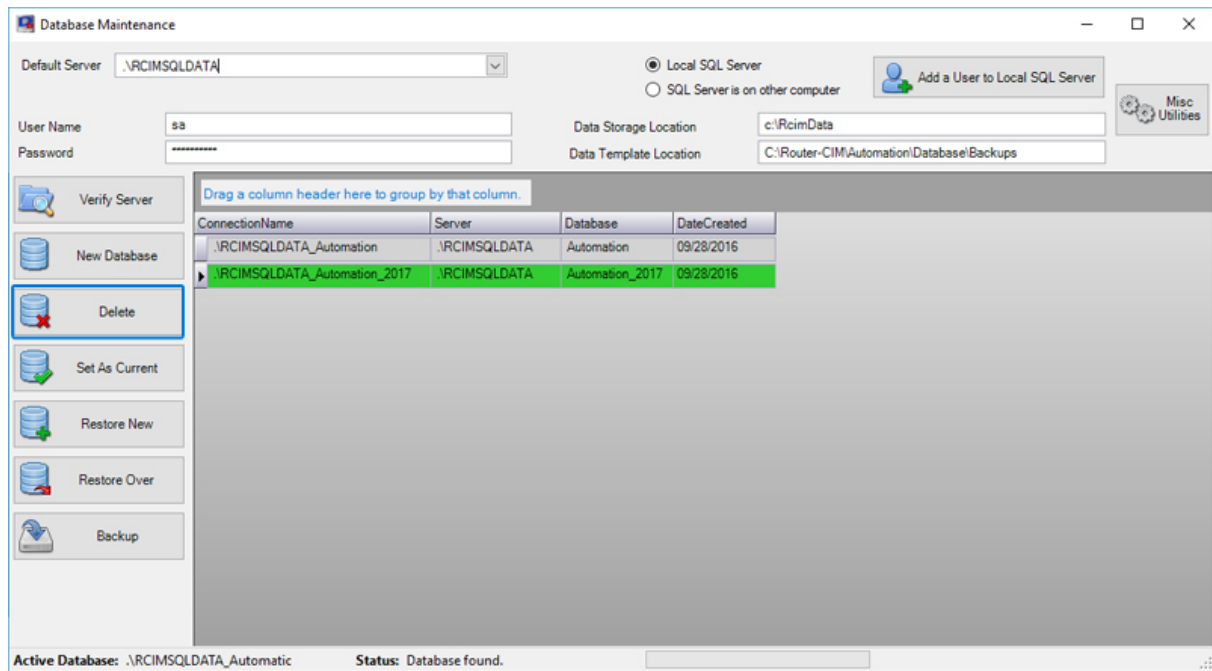 Database Maintenance
Default Server .\RCIMSQLDATA
Local SQL Server
SQL Server is on other computer
Add a User to Local SQL Server
Misc
Utilities
User Name sa
Data Storage Location c:\RcimData
Password **********
Data Template Location C:\Router-CIM\Automation\Database\Backups
Verify Server
New Database
Delete
Set As Current
Restore New
Restore Over
Backup
Drag a column header here to group by that column.
ConnectionName Server Database DateCreated
.\RCIMSQLDATA_Automation .\RCIMSQLDATA Automation 09/28/2016
.\RCIMSQLDATA_Automation_2017 .\RCIMSQLDATA Automation_2017 09/28/2016
Active Database: .\RCIMSQLDATA_Automatic Status: Database found.